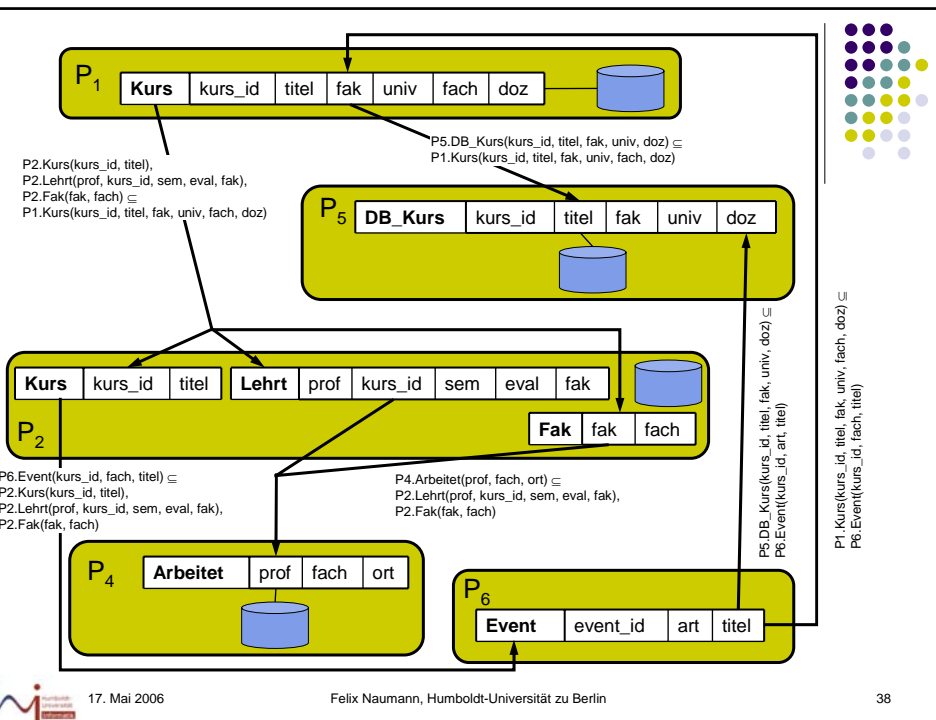 P1 Kurs kurs_id titel fak univ fach doz
P5.DB_Kurs(kurs_id, titel, fak, univ, doz) ⊆
P1.Kurs(kurs_id, titel, fak, univ, fach, doz)
P2.Kurs(kurs_id, titel),
P2.Lehrt(prof, kurs_id, sem, eval, fak),
P2.Fak(fak, fach) ⊆
P1.Kurs(kurs_id, titel, fak, univ, fach, doz)
P5 DB_Kurs kurs_id titel fak univ doz
P5.DB_Kurs(kurs_id, titel, fak, univ, doz) ⊆
P6.Event(kurs_id, art, titel)
P1.Kurs(kurs_id, titel, fak, univ, fach, doz) ⊆
P6.Event(kurs_id, fach, titel)
Kurs kurs_id titel Lehrt prof kurs_id sem eval fak
Fak fak fach
P2
P6.Event(kurs_id, fach, titel) ⊆
P2.Kurs(kurs_id, titel),
P2.Lehrt(prof, kurs_id, sem, eval, fak),
P2.Fak(fak, fach)
P4.Arbeitet(prof, fach, ort) ⊆
P2.Lehrt(prof, kurs_id, sem, eval, fak),
P2.Fak(fak, fach)
P4 Arbeitet prof fach ort
P6
Event event_id art titel
Humboldt-
Universität
Informatik
17. Mai 2006 Felix Naumann, Humboldt-Universität zu Berlin 38